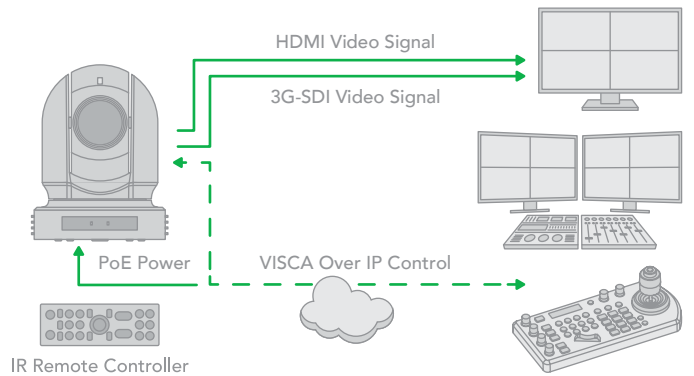 HDMI Video Signal
3G-SDI Video Signal
PoE Power
VISCA Over IP Control
IR Remote Controller